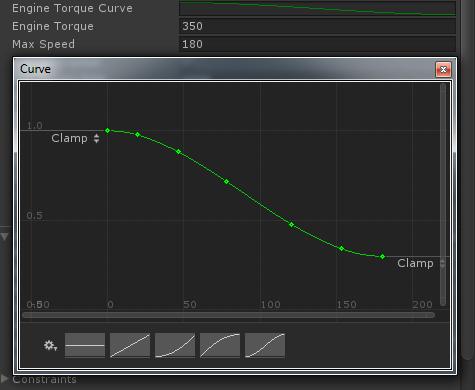 Engine Torque Curve
Engine Torque 350
Max Speed 180
Curve
1.0
Clamp
0.5
Clamp
-50 0 50 100 150 200
Constraints